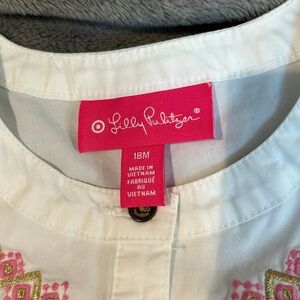 Lilly Pulitzer®
18M
MADE IN
VIETNAM
FABRIQUÉ
AU
VIETNAM